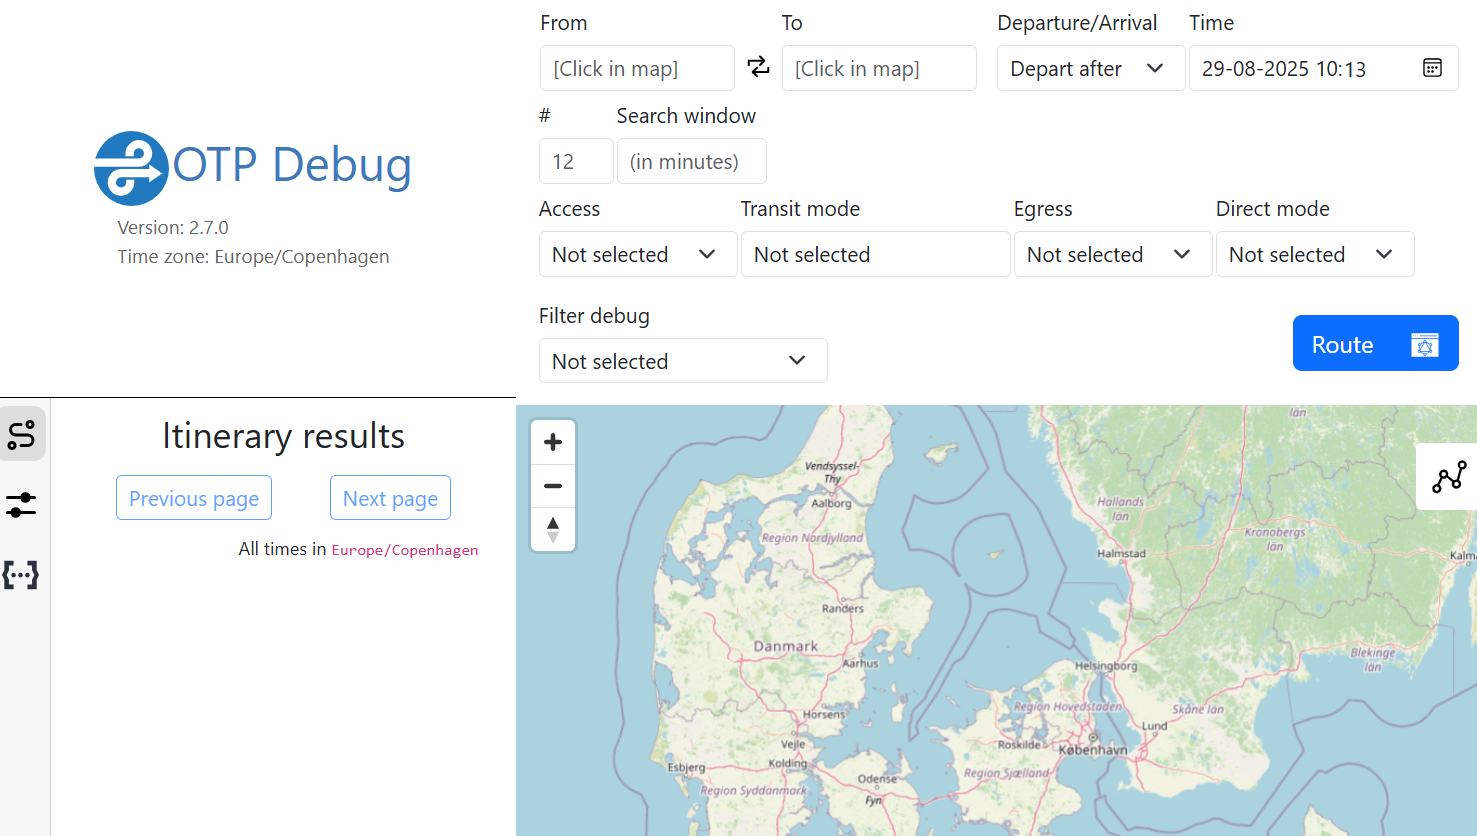 OTP Debug
Version: 2.7.0
Time zone: Europe/Copenhagen
From
To
Departure/Arrival
Time
[Click in map]
[Click in map]
Depart after
29-08-2025 10:13
#
Search window
12
(in minutes)
Access
Transit mode
Egress
Direct mode
Not selected
Not selected
Not selected
Not selected
Filter debug
Not selected
Route
Itinerary results
Previous page
Next page
All times in Europe/Copenhagen
län
Vendsyssel-
Thy
Aalborg
Region Nordjylland
Hallands
län
Kronobergs
län
Halmstad
Kalm
Randers
Danmark
Aarhus
Helsingborg
Blekinge
län
Horsens
Region Hovedstaden
Skåne län
Lund
Vejle
Roskilde
København
Kolding
Esbjerg
Odense
Region Sjælland
Region Syddanmark
Fyn